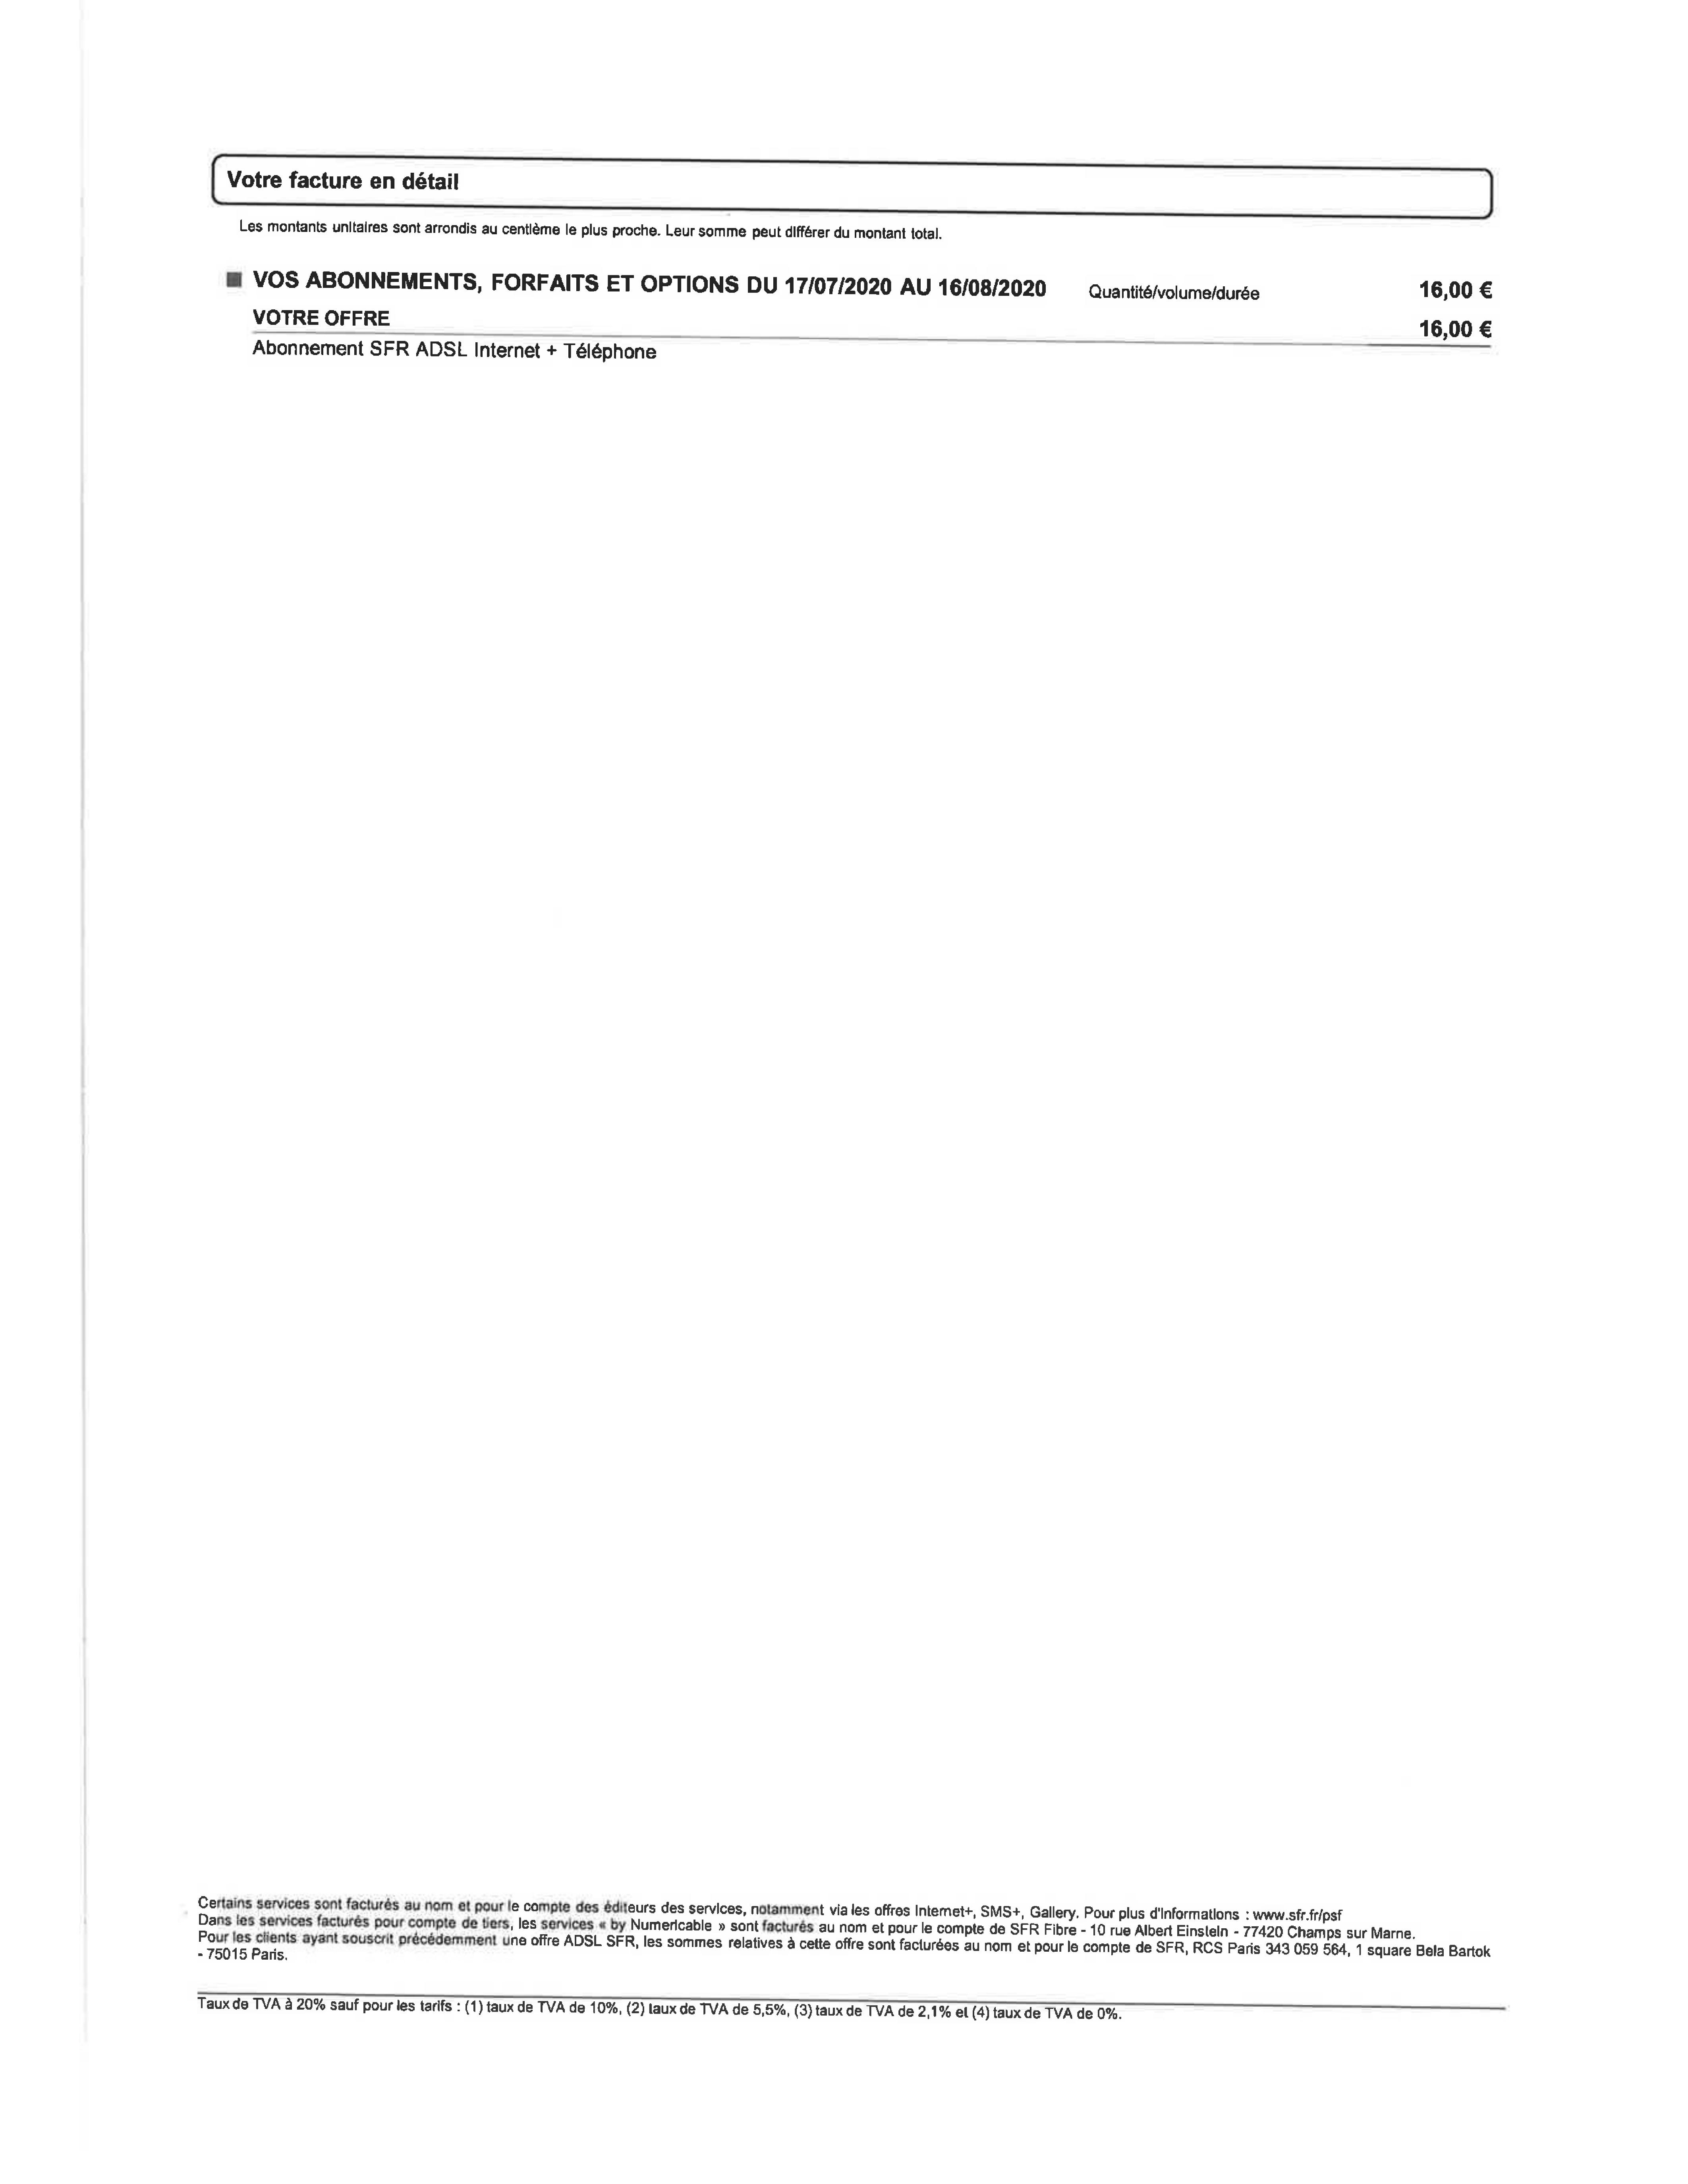 Votre facture en détail
Les montants unitaires sont arrondis au centième le plus proche. Leur somme peut différer du montant total.
VOS ABONNEMENTS, FORFAITS ET OPTIONS DU 17/07/2020 AU 16/08/2020 Quantité/volume/durée 16,00 €
VOTRE OFFRE 16,00 €
Abonnement SFR ADSL Internet + Téléphone
Certains services sont facturés au nom et pour le compte des éditeurs des services, notamment via les offres Internet+, SMS+, Gallery. Pour plus d'informations : www.sfr.fr/psf
Dans les services facturés pour compte de tiers, les services « by Numericable » sont facturés au nom et pour le compte de SFR Fibre - 10 rue Albert Einstein - 77420 Champs sur Marne.
Pour les clients ayant souscrit précédemment une offre ADSL SFR, les sommes relatives à cette offre sont facturées au nom et pour le compte de SFR, RCS Paris 343 059 564, 1 square Bela Bartok
- 75015 Paris.
Taux de TVA à 20% sauf pour les tarifs : (1) taux de TVA de 10%, (2) taux de TVA de 5,5%, (3) taux de TVA de 2,1% et (4) taux de TVA de 0%.